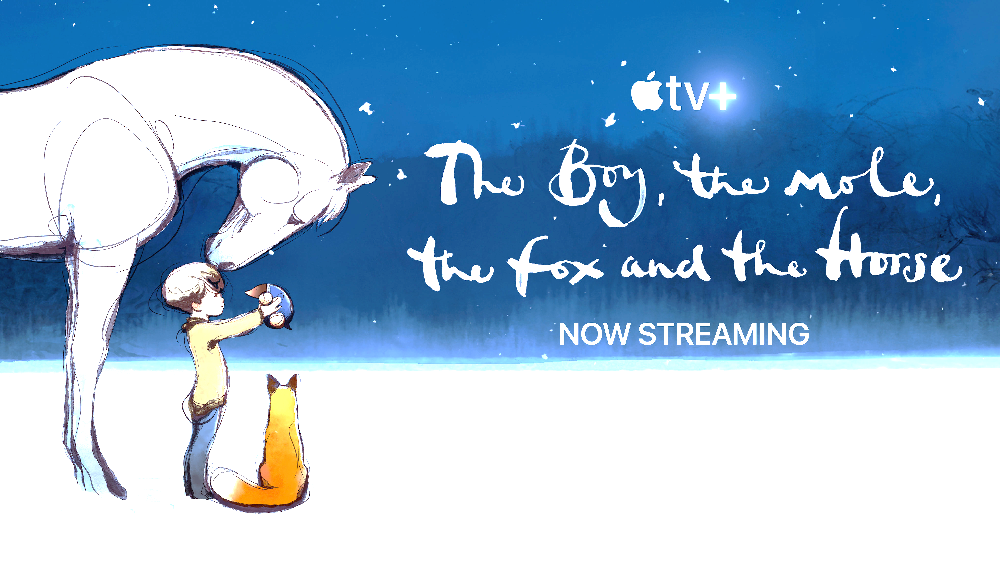 tv+
The Boy, the mole,
the fox and the Horse
NOW STREAMING